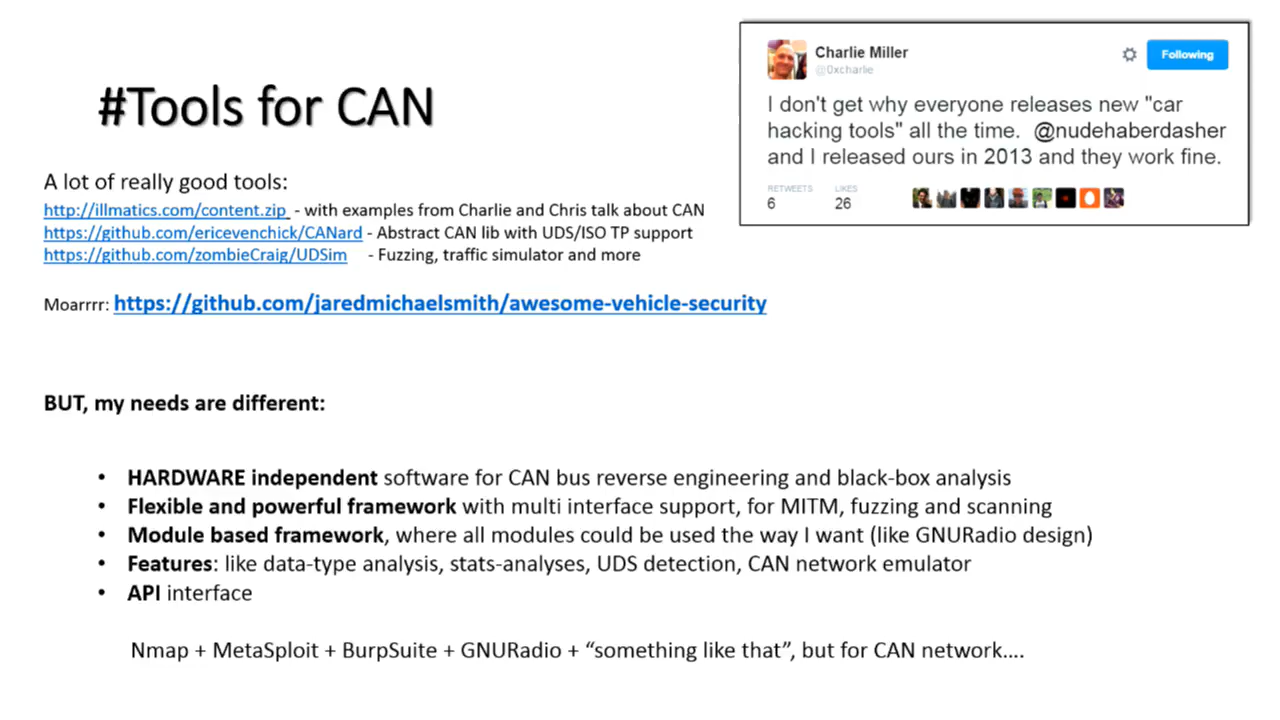 #Tools for CAN
Charlie Miller
@0xcharlie
Following
I don't get why everyone releases new "car
hacking tools" all the time. @nudehaberdasher
and I released ours in 2013 and they work fine.
RETWEETS LIKES
6 26
A lot of really good tools:
http://illmatics.com/content.zip - with examples from Charlie and Chris talk about CAN
https://github.com/ericevenchick/CANard - Abstract CAN lib with UDS/ISO TP support
https://github.com/zombieCraig/UDSim - Fuzzing, traffic simulator and more
Moarrrr: https://github.com/jaredmichaelsmith/awesome-vehicle-security
BUT, my needs are different:
• HARDWARE independent software for CAN bus reverse engineering and black-box analysis
• Flexible and powerful framework with multi interface support, for MITM, fuzzing and scanning
• Module based framework, where all modules could be used the way I want (like GNURadio design)
• Features: like data-type analysis, stats-analyses, UDS detection, CAN network emulator
• API interface
Nmap + MetaSploit + BurpSuite + GNURadio + “something like that”, but for CAN network....